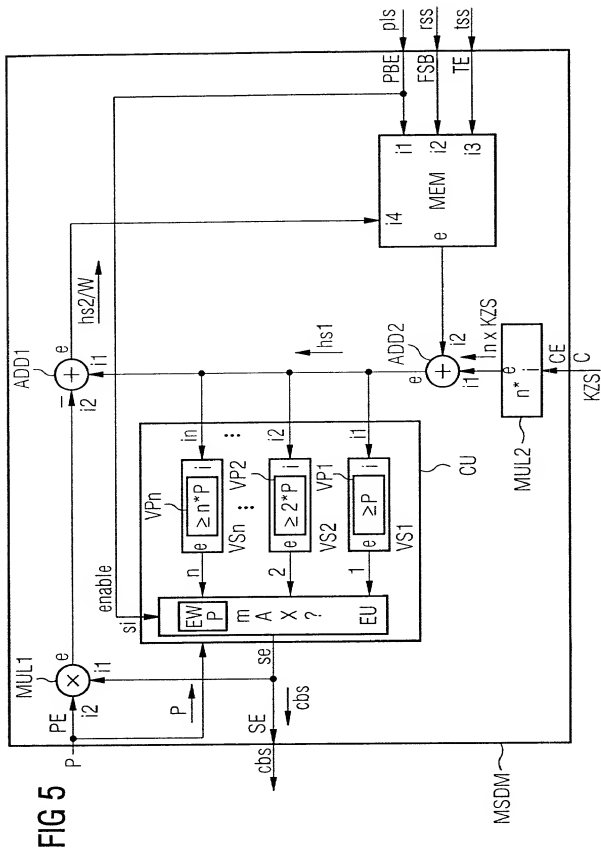 FIG 5
MSDM
P
PE
MUL1
i2
i1
e
P
cbs
SE
cbs
se
enable
si
EW
P
m
A
X
?
EU
n
2
1
VPn
e
≥ n*P
i
in
VSn
⋮
⋮
VP2
e
≥ 2*P
i
i2
VS2
VP1
e
≥P
i
i1
VS1
CU
ADD1
e
i2
i1
–
hs2/W
hs1
ADD2
e
i1
i2
n x KZS
n*
e
i
MUL2
CE
C
KZS
MEM
i4
e
i1
i2
i3
PBE
FSB
TE
pls
rss
tss